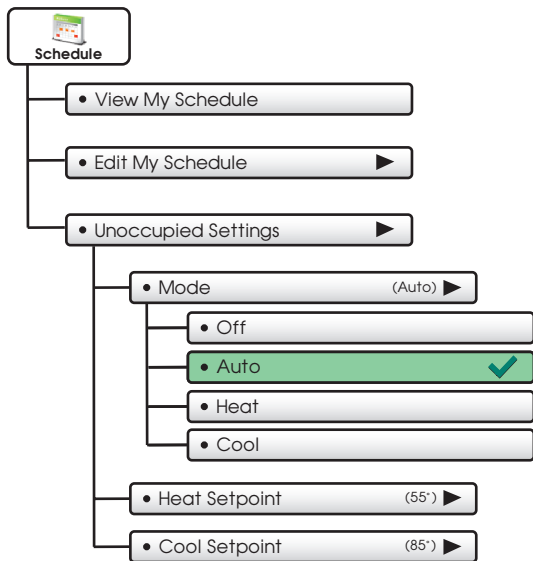 Schedule
• View My Schedule
• Edit My Schedule
• Unoccupied Settings
• Mode (Auto)
• Off
• Auto
• Heat
• Cool
• Heat Setpoint (55°)
• Cool Setpoint (85°)